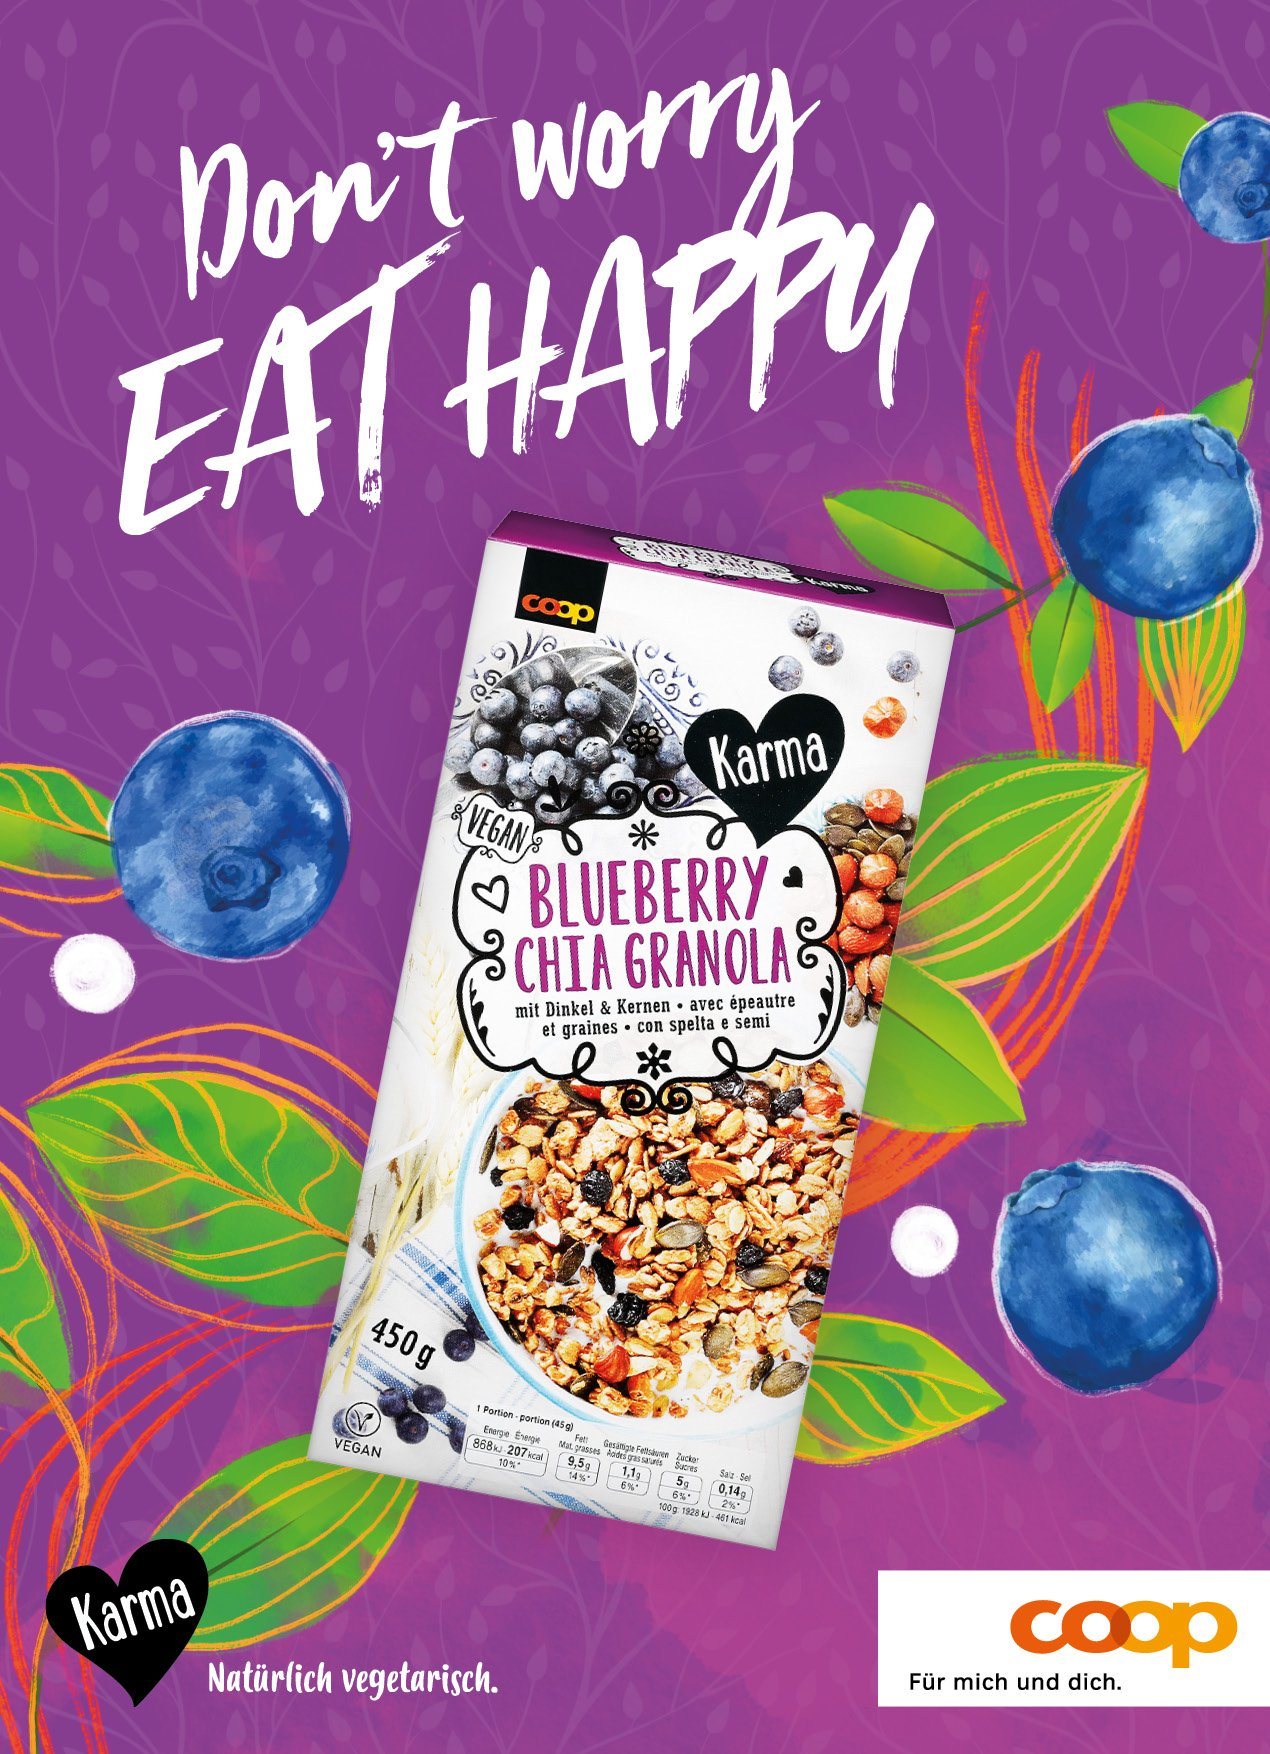 Don't worry
EAT HAPPY
BLUEBERRY
Karma
coop
Karma
VEGAN
BLUEBERRY
CHIA GRANOLA
mit Dinkel & Kernen • avec épeautre
et graines • con spelta e semi
450g
VEGAN
1 Portion - portion (45g)
Energie Énergie
868kJ 207kcal
10%*
Fett
Mat. grasses
9,5g
14%*
Gesättigte Fettsäuren
Acides gras saturés
1,1g
6%*
Zucker
Sucres
5g
6%*
Salz Sel
0,14g
2%*
100g: 1928 kJ - 461 kcal
Karma
Natürlich vegetarisch.
coop
Für mich und dich.